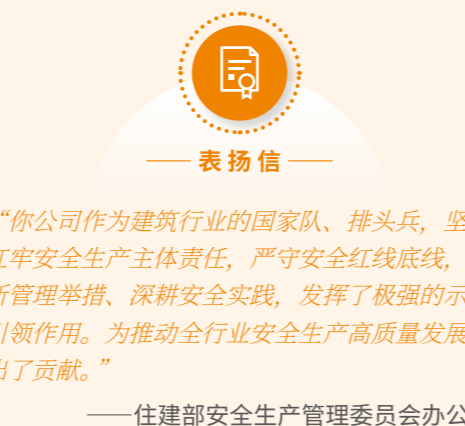 表扬信
“你公司作为建筑行业的国家队、排头兵，坚
牢安全生产主体责任，严守安全红线底线，
管理举措、深耕安全实践，发挥了极强的示
领作用。为推动全行业安全生产高质量发展
出了贡献。”
——住建部安全生产管理委员会办公